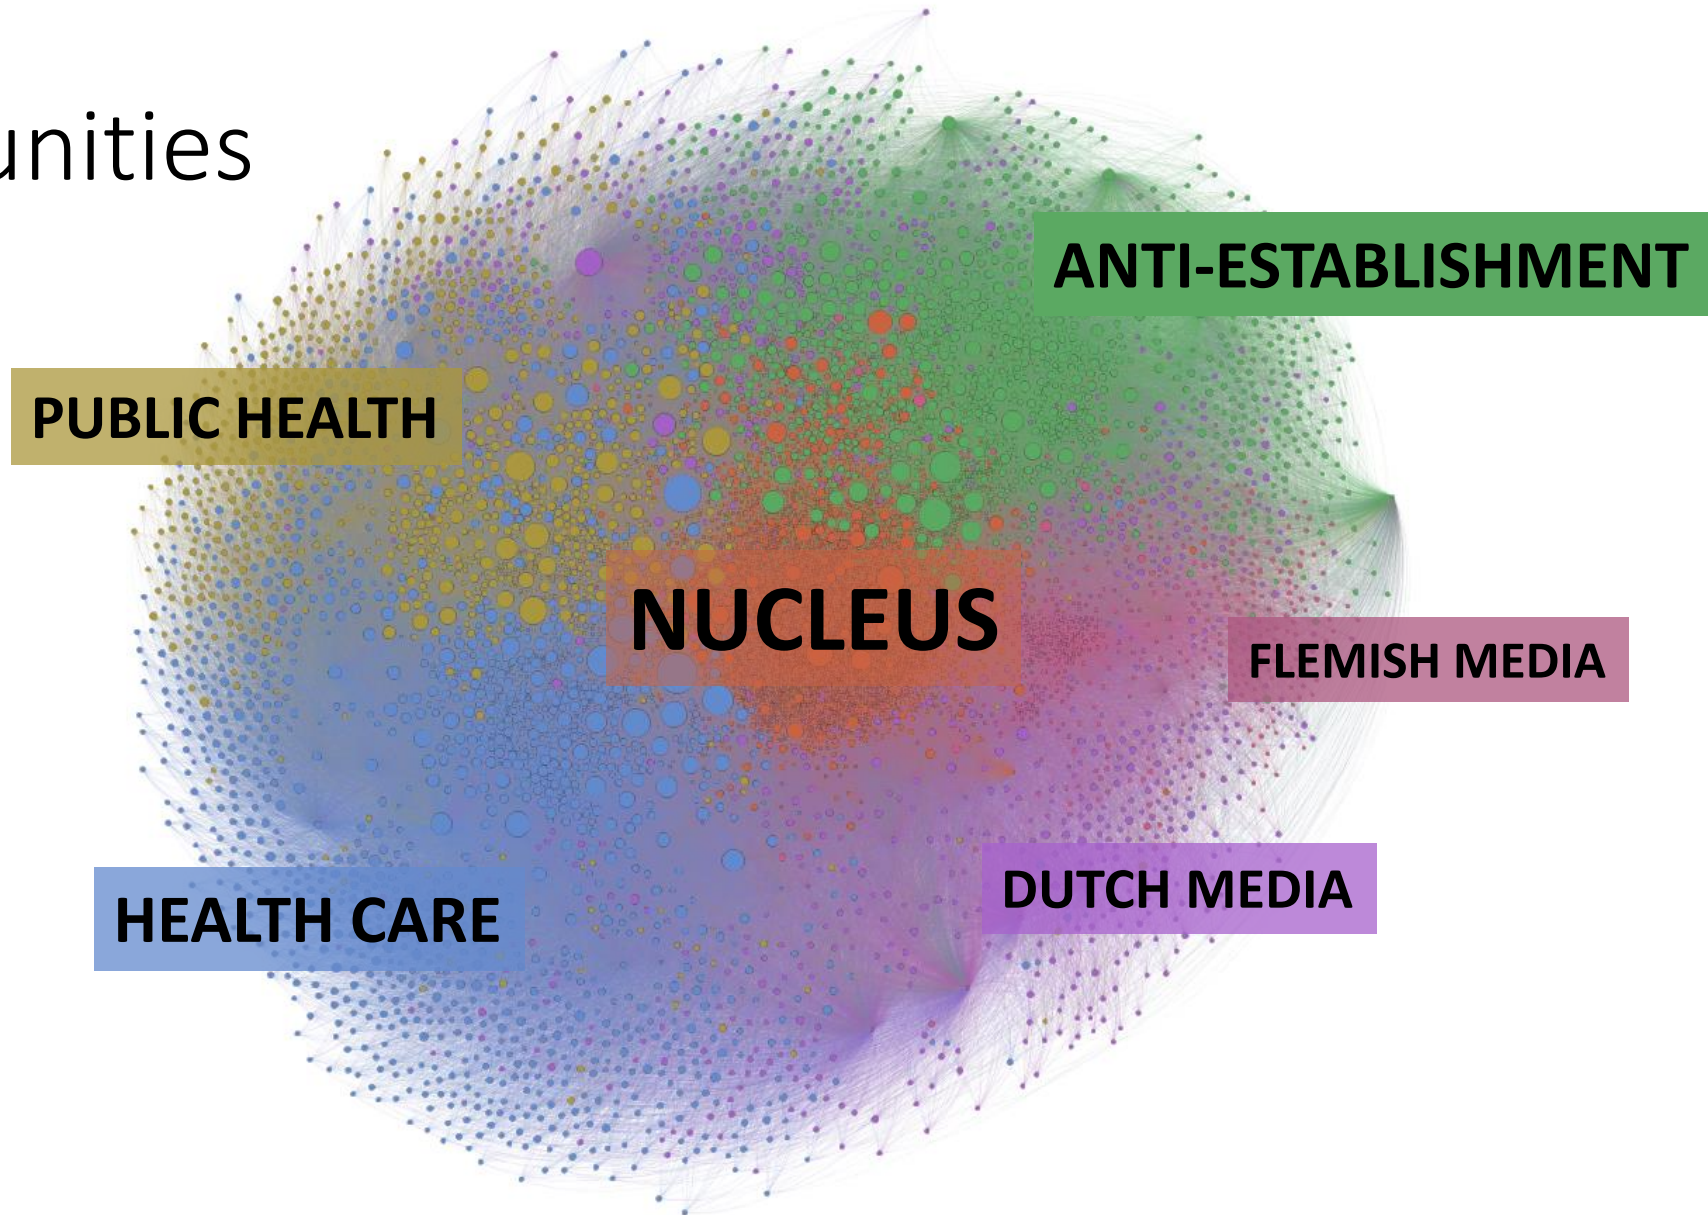 unities
ANTI-ESTABLISHMENT
PUBLIC HEALTH
NUCLEUS
FLEMISH MEDIA
DUTCH MEDIA
HEALTH CARE